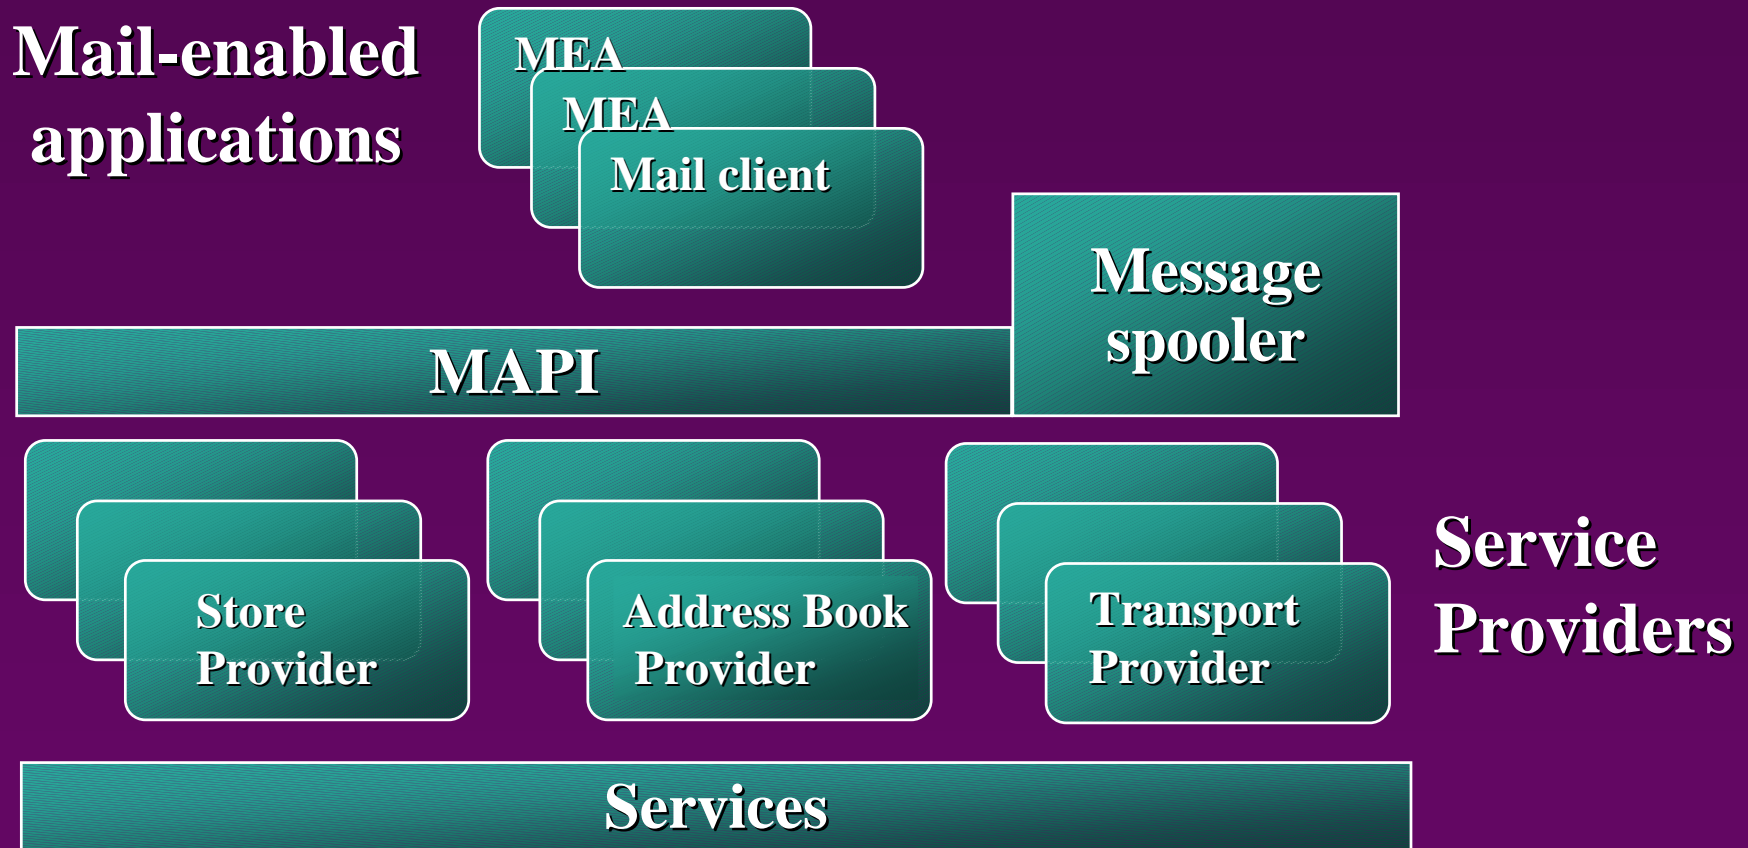 Mail-enabled
applications
MEA
MEA
Mail client
Message
spooler
MAPI
Store
Provider
Address Book
Provider
Transport
Provider
Service
Providers
Services